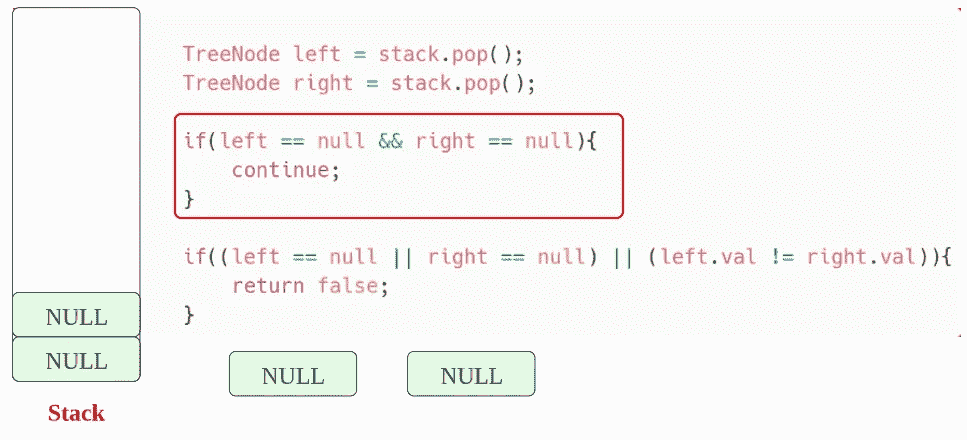 TreeNode left = stack.pop();
TreeNode right = stack.pop();
if(left == null && right == null){
continue;
}
if((left == null || right == null) || (left.val != right.val)){
return false;
}
NULL
NULL
NULL NULL
Stack